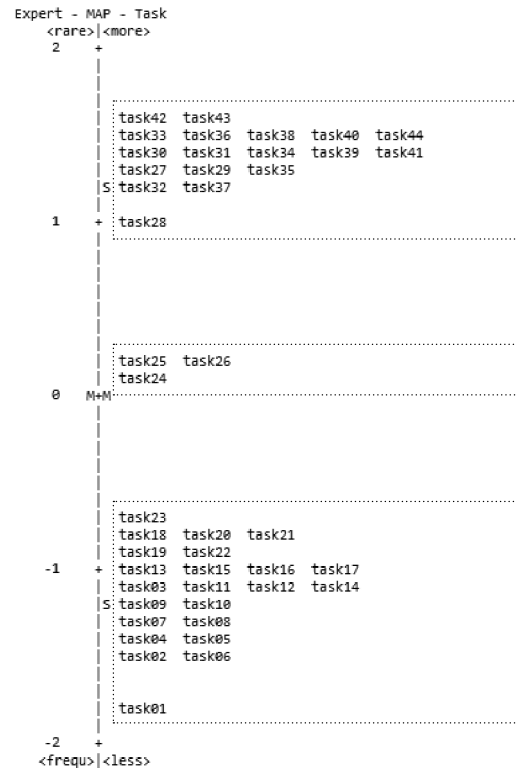 Expert - MAP - Task
<rare>|<more>
2 +
task42 task43
task33 task36 task38 task40 task44
task30 task31 task34 task39 task41
task27 task29 task35
|S task32 task37
1 + task28
task25 task26
task24
0 M+M
task23
task18 task20 task21
task19 task22
-1 + task13 task15 task16 task17
task03 task11 task12 task14
|S task09 task10
task07 task08
task04 task05
task02 task06
task01
-2 +
<frequ>|<less>